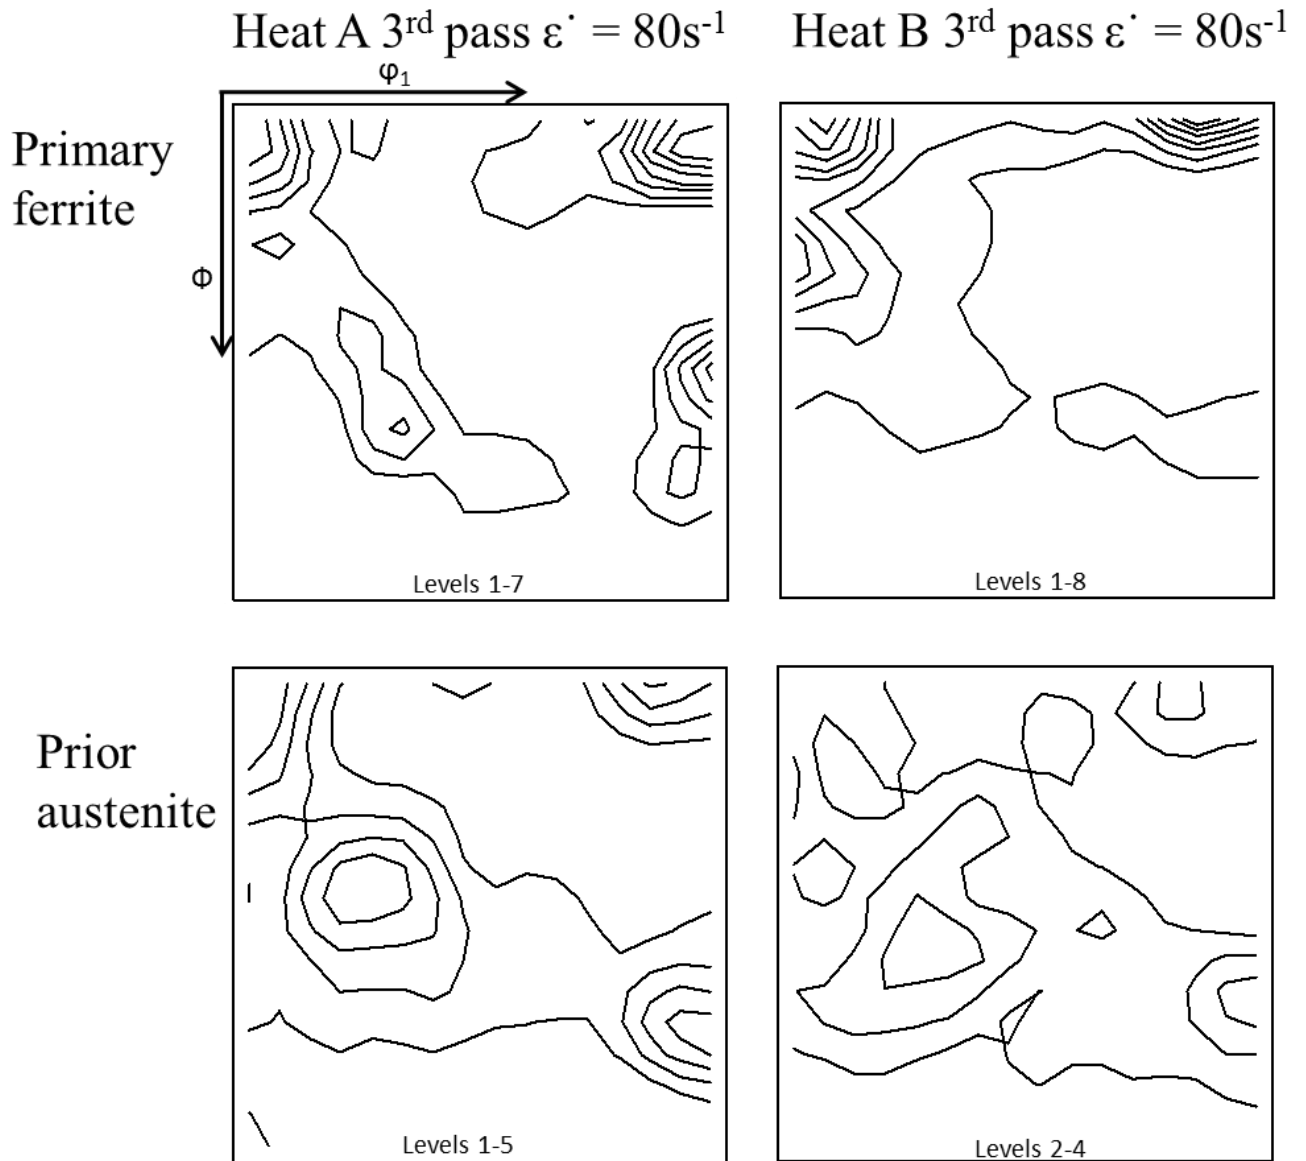 Heat A 3rd pass ε˙ = 80s-1
Heat B 3rd pass ε˙ = 80s-1
φ1
Primary
ferrite
Φ
Levels 1-7
Levels 1-8
Prior
austenite
Levels 1-5
Levels 2-4